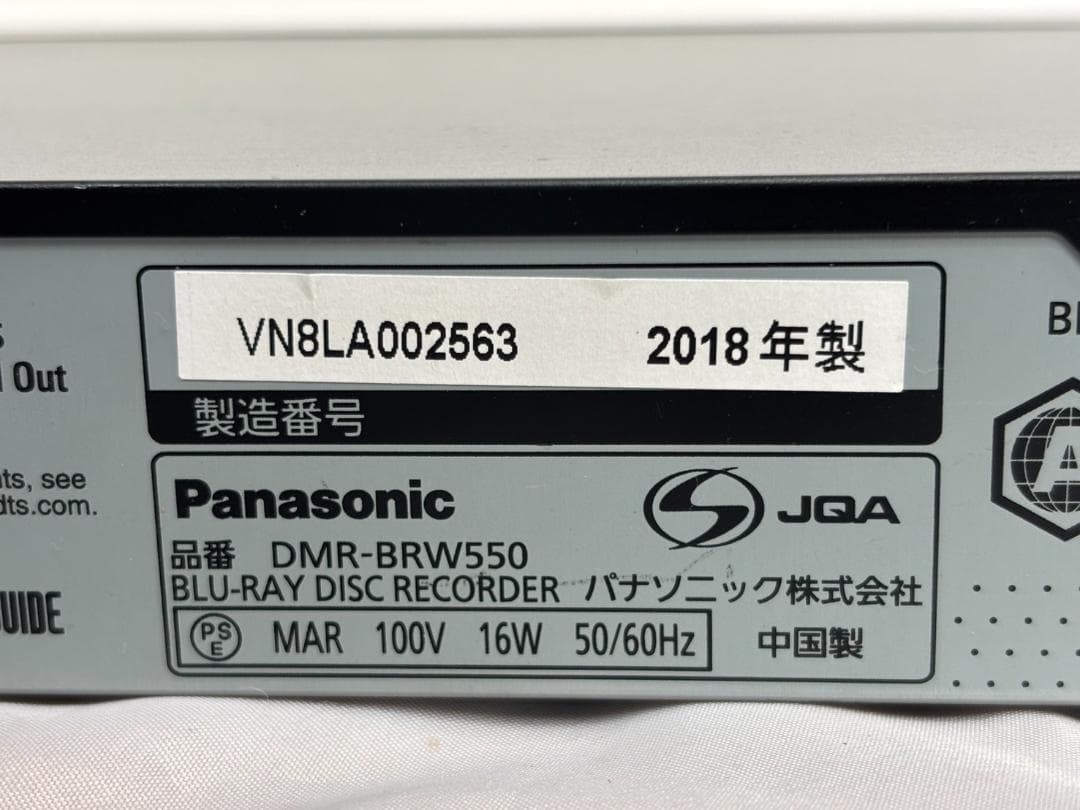 VN8LA002563 2018年製
製造番号
Out
nts, see
dts.com.
Panasonic JQA
品番 DMR-BRW550
BLU-RAY DISC RECORDER パナソニック株式会社
PSE MAR 100V 16W 50/60Hz 中国製
UIDE
A